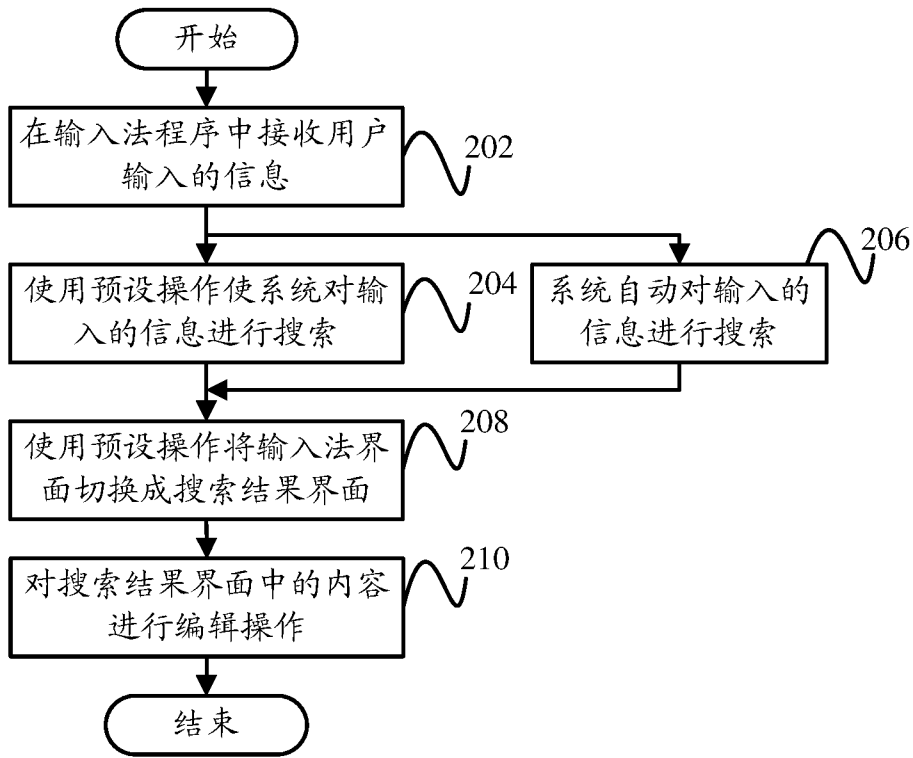 开始
在输入法程序中接收用户
输入的信息
202
使用预设操作使系统对输
入的信息进行搜索
204
系统自动对输入的
信息进行搜索
206
使用预设操作将输入法界
面切换成搜索结果界面
208
对搜索结果界面中的内容
进行编辑操作
210
结束